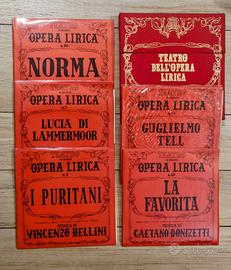 OPERA LIRICA
NORMA
TEATRO
DELL'OPERA
LIRICA
OPERA LIRICA
LUCIA DI
LAMMERMOOR
OPERA LIRICA
GUGLIELMO
TELL
OPERA LIRICA
I PURITANI
MUSICA DI
VINCENZO BELLINI
OPERA LIRICA
LA
FAVORITA
MUSICA DI
GAETANO DONIZETTI